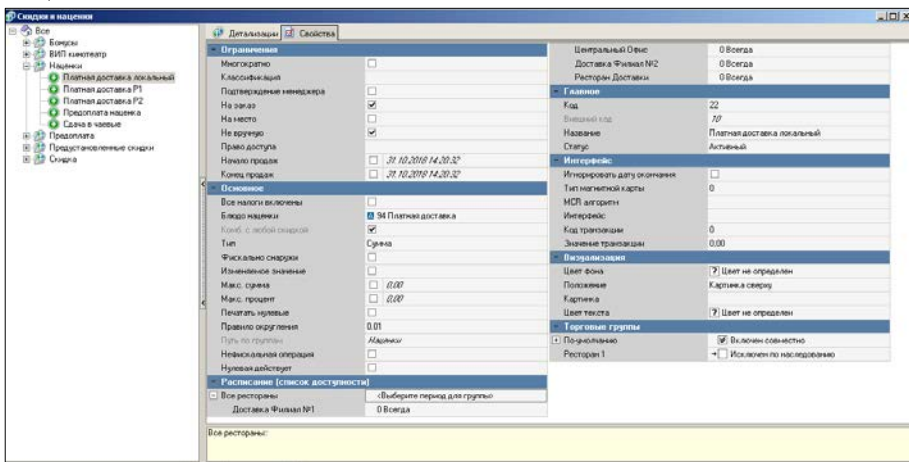 Скидки и наценки
Все
Бонусы
ВИП кинотеатр
Наценки
Платная доставка локальный
Платная доставка Р1
Платная доставка Р2
Предоплата наценка
Сдача в чаевые
Предоплата
Предустановленные скидки
Скидка
Детализации Свойства
Ограничения
Многократно
Классификация
Подтверждение менеджера
На заказ
На место
Не вручную
Право доступа
Начало продаж 31.10.2018 14:20:32
Конец продаж 31.10.2018 14:20:32
Основное
Все налоги включены
Блюдо наценки 94 Платная доставка
Комб. с любой скидкой
Тип Сумма
Фискально снаружи
Изменяемое значение
Макс. сумма 0,00
Макс. процент 0,00
Печатать нулевые
Правило округления 0.01
Путь по группам Наценки
Нефискальная операция
Нулевая действует
Расписание (список доступности)
Все рестораны <Выберите период для группы>
Доставка Филиал №1 0 Всегда
Центральный Офис 0 Всегда
Доставка Филиал №2 0 Всегда
Ресторан Доставки 0 Всегда
Главное
Код 22
Внешний код 10
Название Платная доставка локальный
Статус Активный
Интерфейс
Игнорировать дату окончания
Тип магнитной карты 0
MCR алгоритм
Интерфейс
Код транзакции 0
Значение транзакции 0.00
Визуализация
Цвет фона ? Цвет не определен
Положение Картинка сверху
Картинка
Цвет текста ? Цвет не определен
Торговые группы
По умолчанию Включен совместно
Ресторан 1 Исключен по наследованию
Все рестораны: